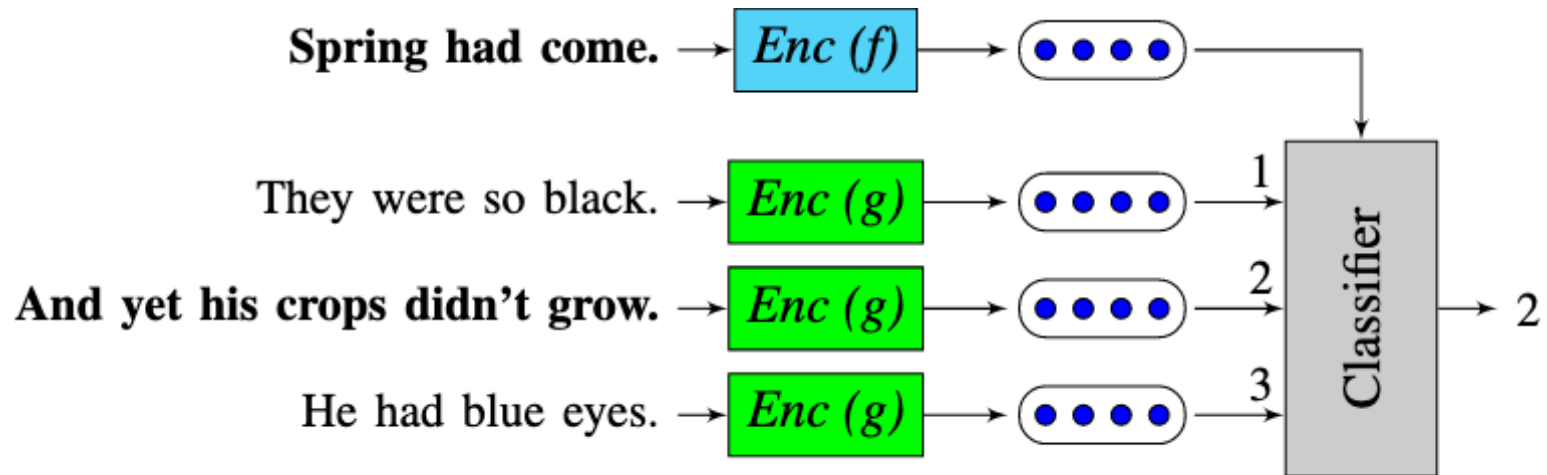 Spring had come. Enc (f)
They were so black. Enc (g) 1
And yet his crops didn't grow. Enc (g) 2
He had blue eyes. Enc (g) 3
Classifier 2